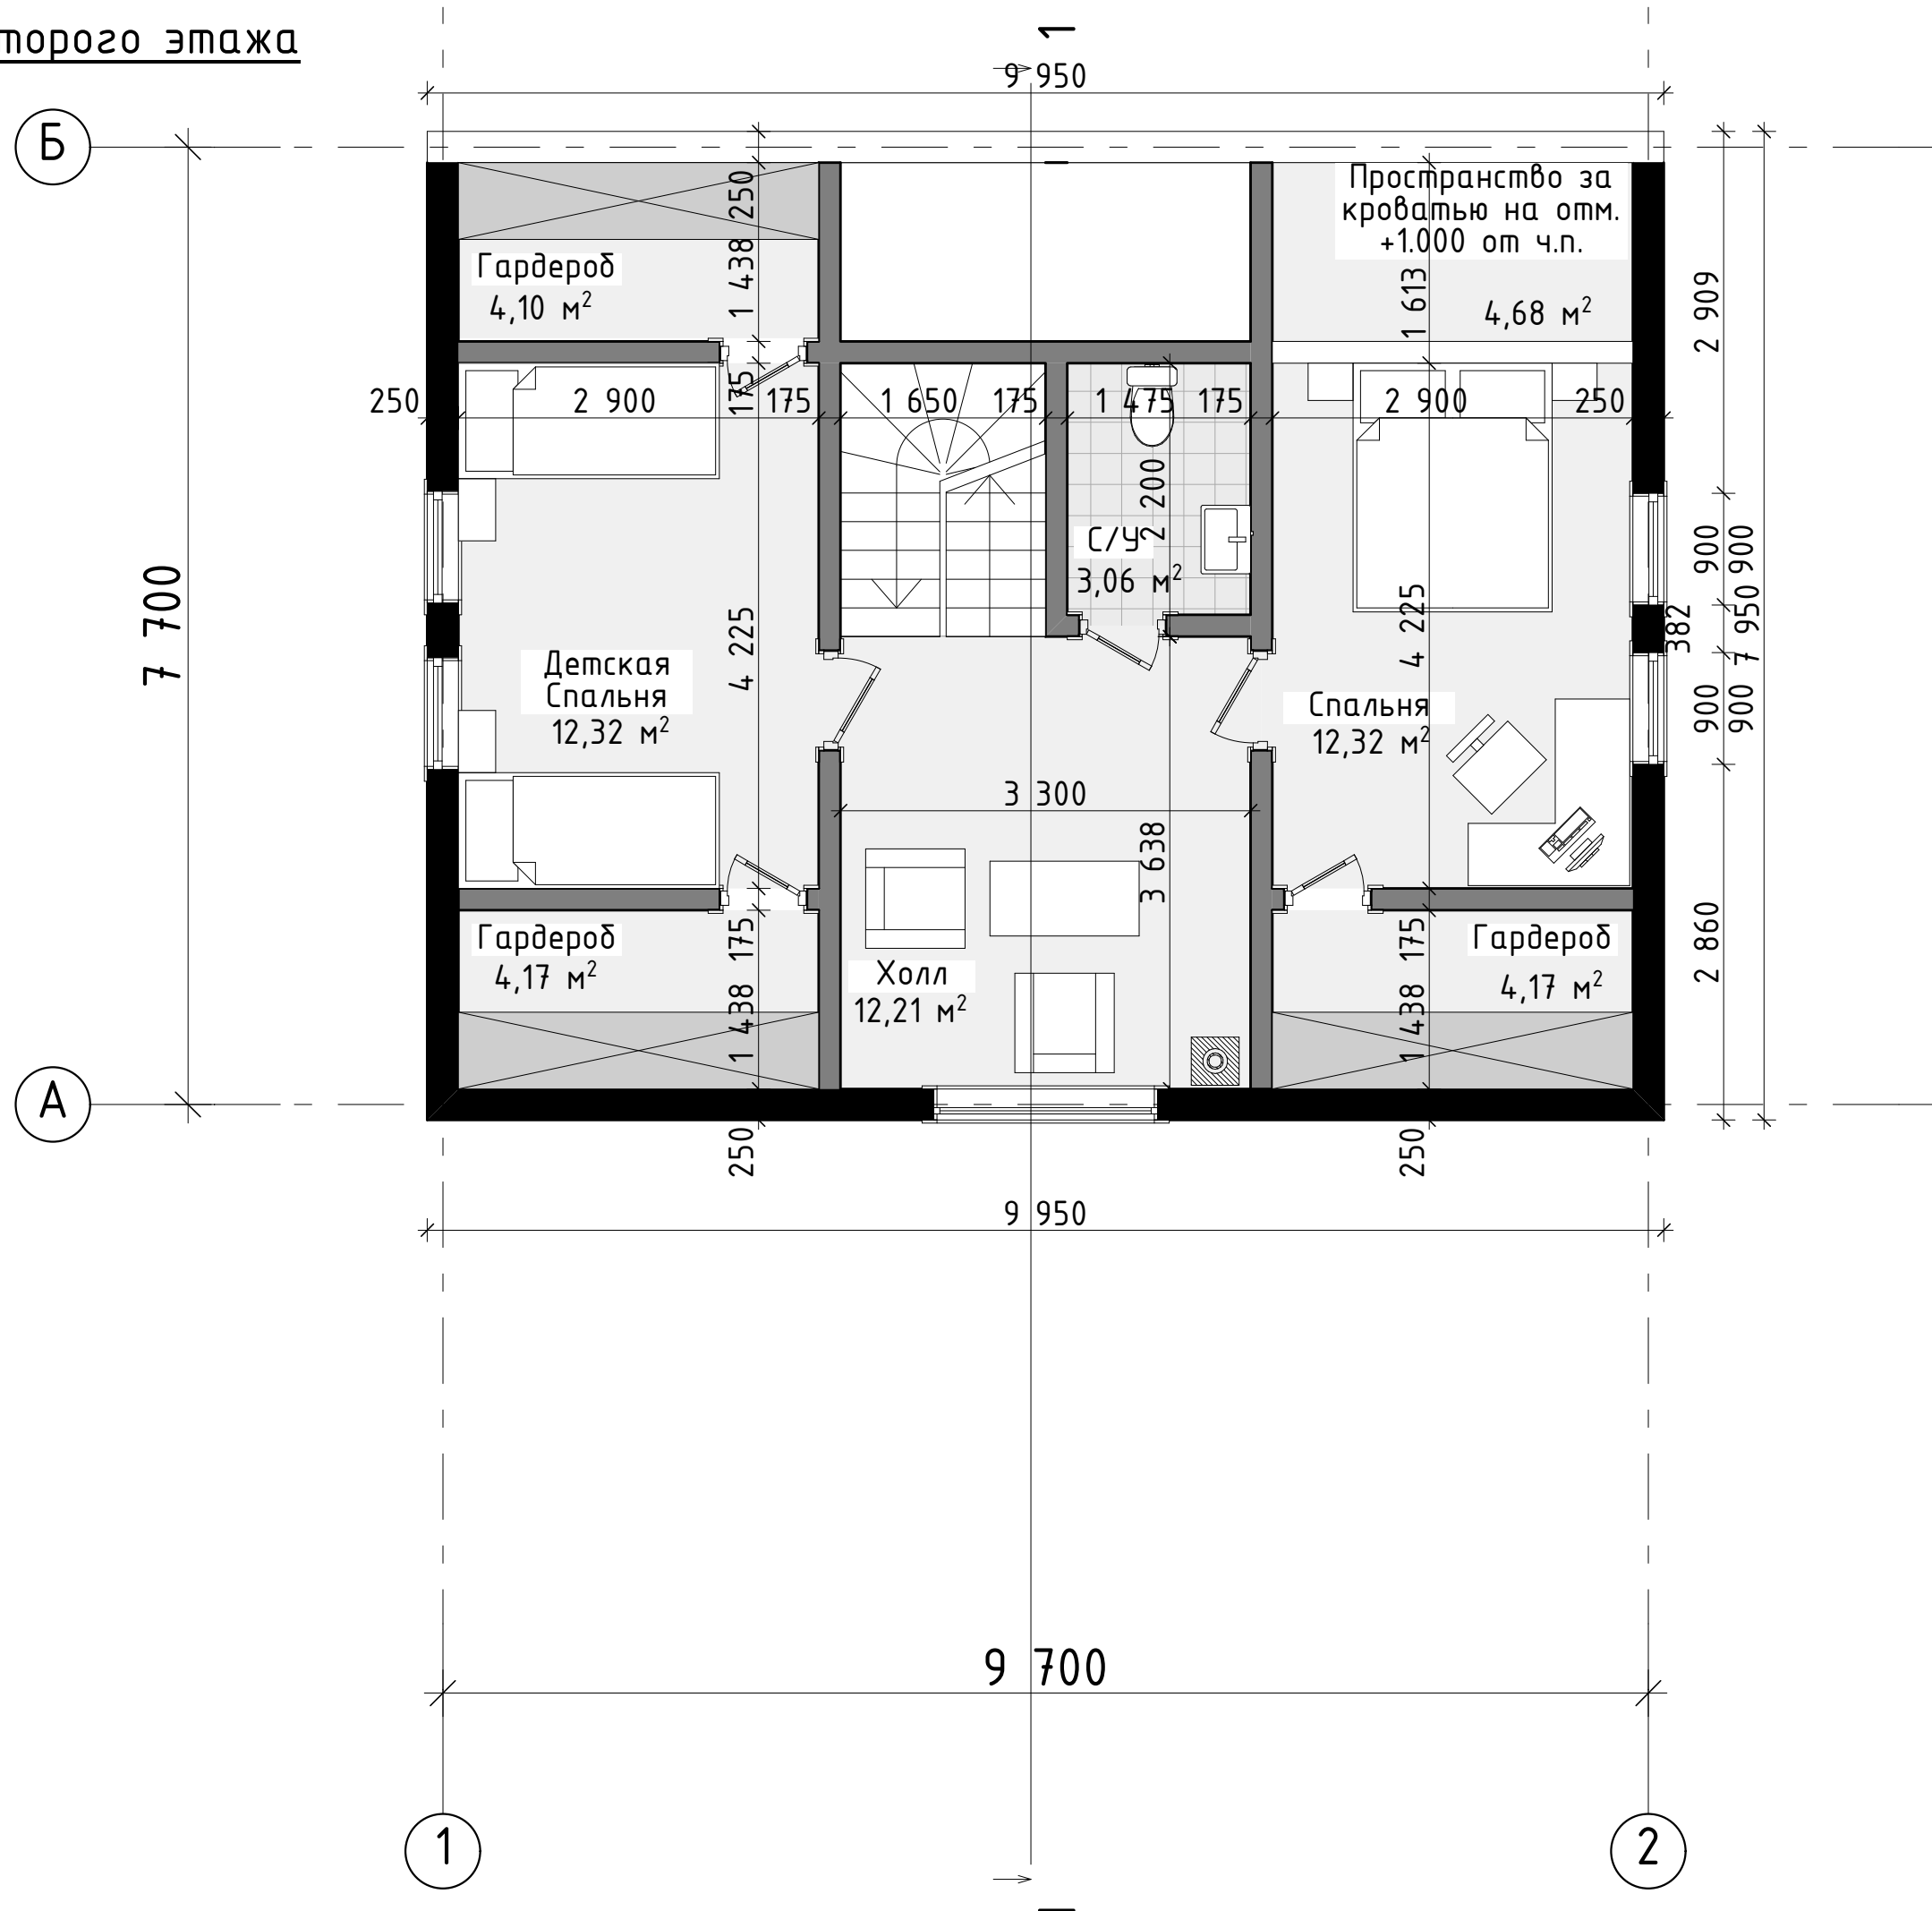 торого этажа
1
9 950
Б
Пространство за
кроватью на отм.
+1.000 от ч.п.
4,68 м²
Гардероб
4,10 м²
250
1 438
175
1 613
2 909
250
2 900
175
1 650
175
1 475
175
2 900
250
7 700
2 200
С/У
3,06 м²
4 225
4 225
900
900
382
7 950
900
900
Детская
Спальня
12,32 м²
Спальня
12,32 м²
3 300
3 638
Гардероб
4,17 м²
175
1 438
Холл
12,21 м²
175
1 438
Гардероб
4,17 м²
2 860
А
250
250
9 950
9 700
1
2